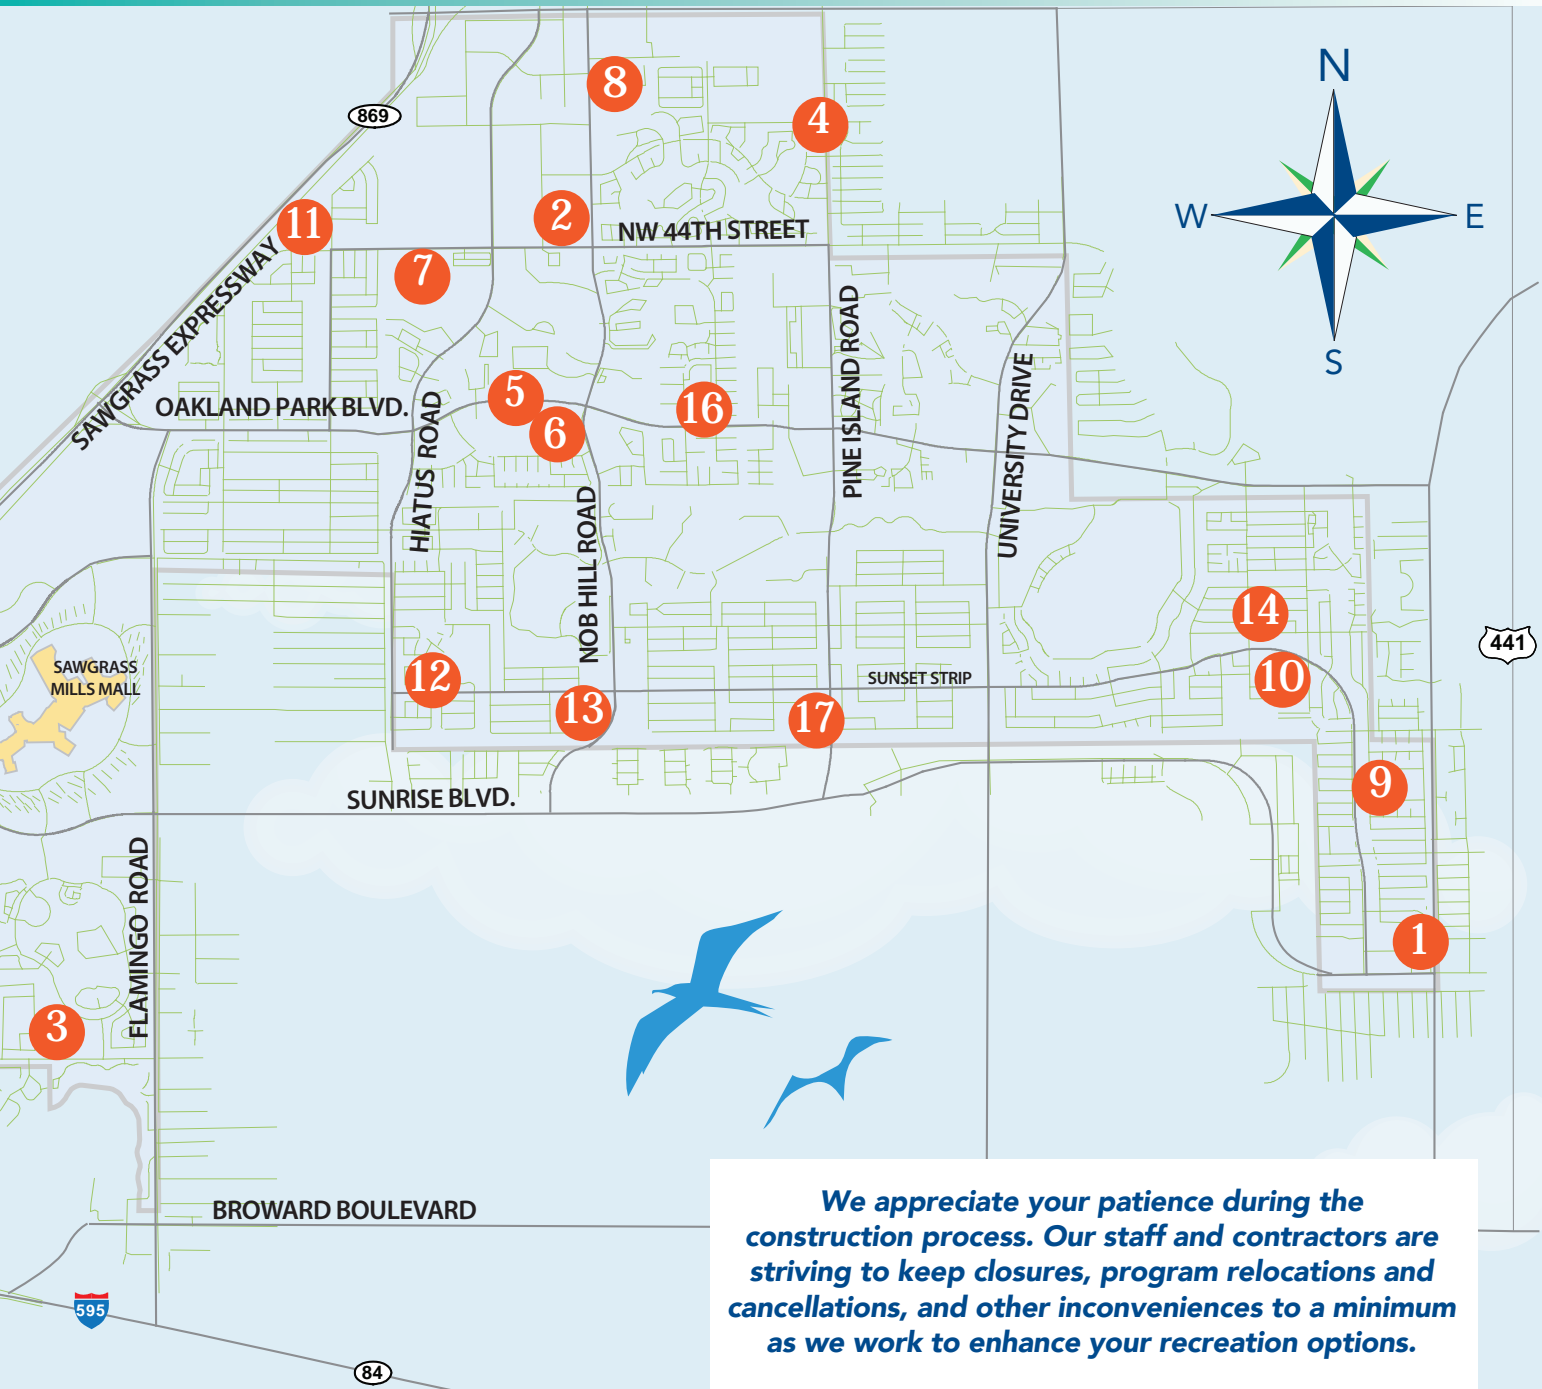 N
8
869
4
W
E
2
11
NW 44TH STREET
7
S
SAWGRASS EXPRESSWAY
PINE ISLAND ROAD
UNIVERSITY DRIVE
5
OAKLAND PARK BLVD.
16
6
HIATUS ROAD
NOB HILL ROAD
14
441
SAWGRASS
MILLS MALL
12
SUNSET STRIP
10
13
17
9
SUNRISE BLVD.
FLAMINGO ROAD
1
3
BROWARD BOULEVARD
We appreciate your patience during the
construction process. Our staff and contractors are
striving to keep closures, program relocations and
cancellations, and other inconveniences to a minimum
as we work to enhance your recreation options.
595
84